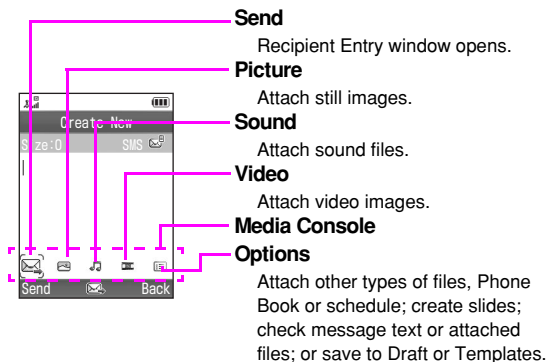 Send
Recipient Entry window opens.
Picture
Attach still images.
Sound
Attach sound files.
Video
Attach video images.
Media Console
Options
Attach other types of files, Phone
Book or schedule; create slides;
check message text or attached
files; or save to Draft or Templates.
Create New
Size:0 SMS
Send Back